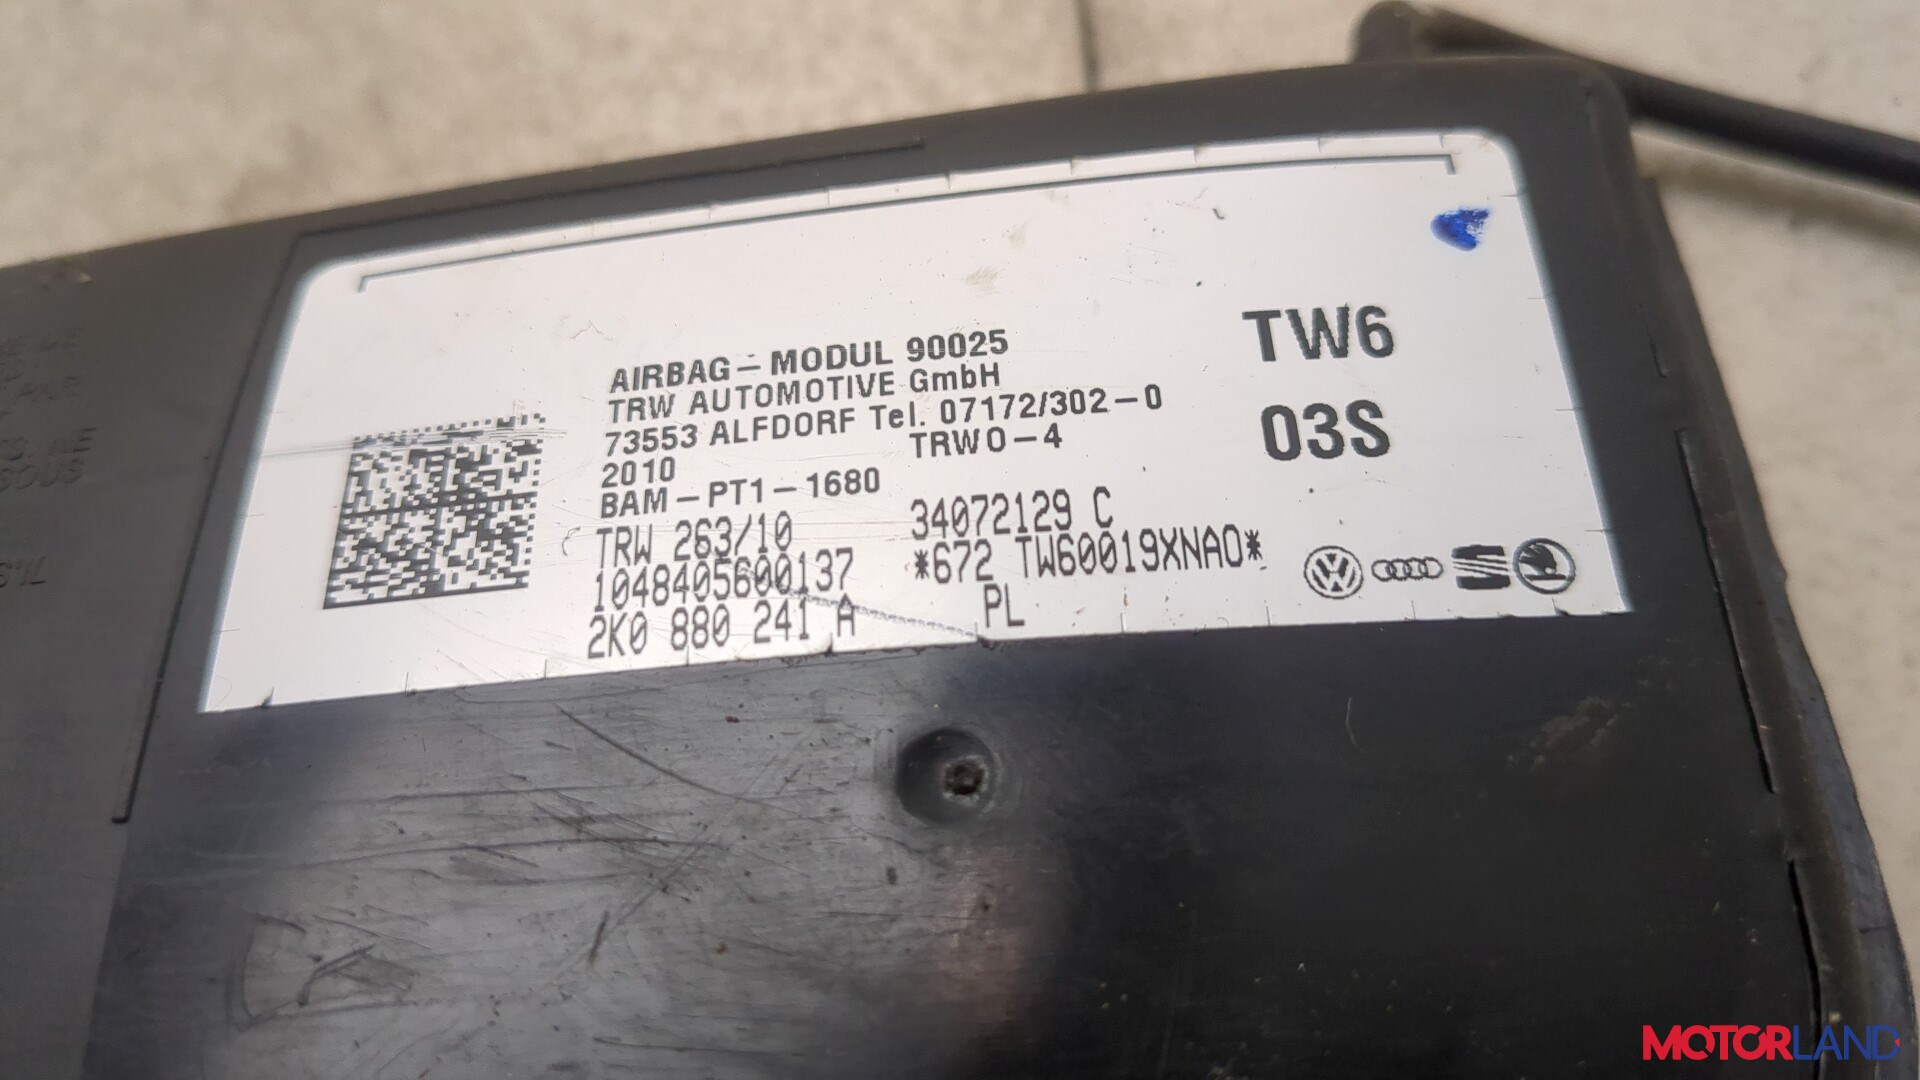 AIRBAG – MODUL 90025
TRW AUTOMOTIVE GmbH
73553 ALFDORF Tel. 07172/302 – 0
2010 TRWO – 4
BAM – PT1 – 1680
TRW 263/10 34072129 C
1048405600137 *672 TW60019XNAO*
2K0 880 241 A PL
TW6
03S
MOTORLAND